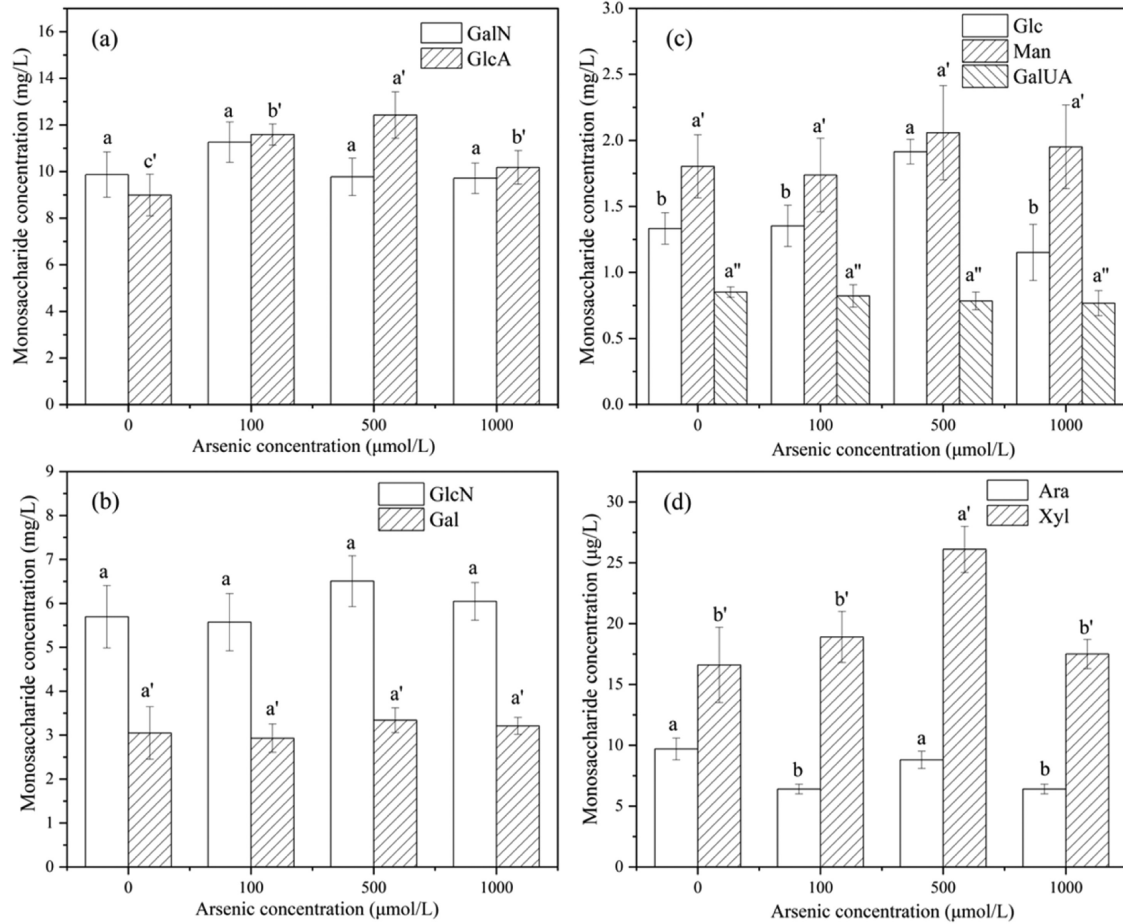 (a)
GalN
GlcA
Monosaccharide concentration (mg/L)
16
14
12
10
8
6
4
2
0
a
c'
a
b'
a
a'
a
b'
0
100
500
1000
Arsenic concentration (μmol/L)
(c)
Glc
Man
GalUA
Monosaccharide concentration (mg/L)
3.0
2.5
2.0
1.5
1.0
0.5
0.0
b
a'
a"
b
a'
a"
a
a'
a"
b
a'
a"
0
100
500
1000
Arsenic concentration (μmol/L)
(b)
GlcN
Gal
Monosaccharide concentration (mg/L)
9
8
7
6
5
4
3
2
1
0
a
a'
a
a'
a
a'
a
a'
0
100
500
1000
Arsenic concentration (μmol/L)
(d)
Ara
Xyl
Monosaccharide concentration (μg/L)
30
25
20
15
10
5
0
a
b'
b
b'
a
a'
b
b'
0
100
500
1000
Arsenic concentration (μmol/L)